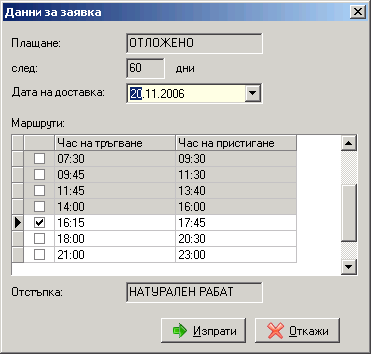 Данни за заявка
Плащане: ОТЛОЖЕНО
след: 60 дни
Дата на доставка: 20.11.2006
Маршрути:
Час на тръгване Час на пристигане
07:30 09:30
09:45 11:30
11:45 13:40
14:00 16:00
16:15 17:45
18:00 20:30
21:00 23:00
Отстъпка: НАТУРАЛЕН РАБАТ
Изпрати Откажи